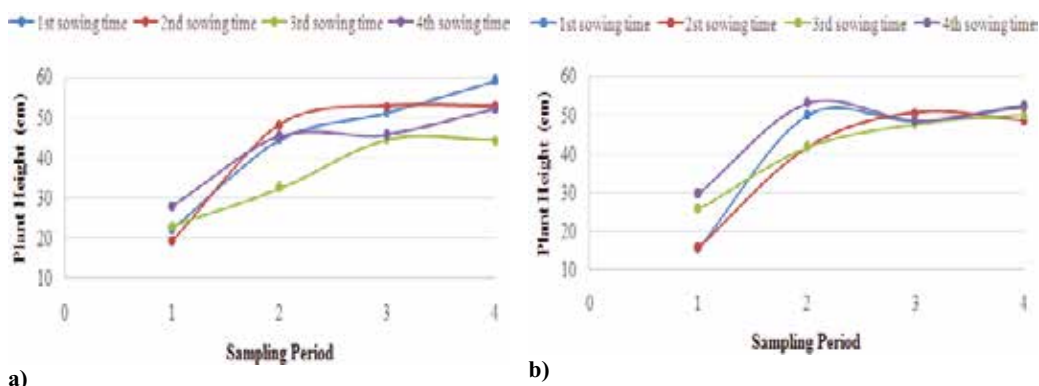 1st sowing time 2nd sowing time 3rd sowing time 4th sowing time
60
50
40
30
20
10
0 1 2 3 4
Plant Height (cm)
Sampling Period
a)
1st sowing time 2st sowing time 3rd sowing time 4th sowing time
60
50
40
30
20
10
0 1 2 3 4
Plant Height (cm)
Sampling Period
b)